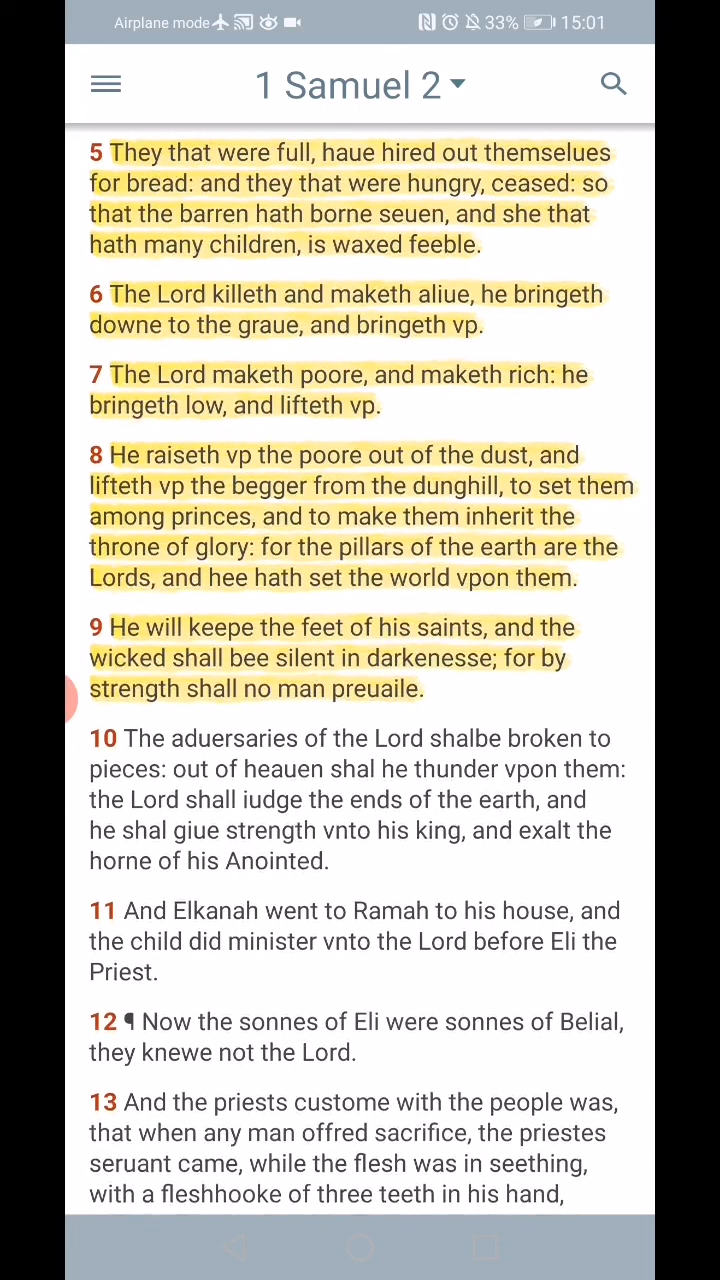 Airplane mode 33% 15:01
1 Samuel 2
5 They that were full, haue hired out themselues
for bread: and they that were hungry, ceased: so
that the barren hath borne seuen, and she that
hath many children, is waxed feeble.
6 The Lord killeth and maketh aliue, he bringeth
downe to the graue, and bringeth vp.
7 The Lord maketh poore, and maketh rich: he
bringeth low, and lifteth vp.
8 He raiseth vp the poore out of the dust, and
lifteth vp the begger from the dunghill, to set them
among princes, and to make them inherit the
throne of glory: for the pillars of the earth are the
Lords, and hee hath set the world vpon them.
9 He will keepe the feet of his saints, and the
wicked shall bee silent in darkenesse; for by
strength shall no man preuaile.
10 The aduersaries of the Lord shalbe broken to
pieces: out of heauen shal he thunder vpon them:
the Lord shall iudge the ends of the earth, and
he shal giue strength vnto his king, and exalt the
horne of his Anointed.
11 And Elkanah went to Ramah to his house, and
the child did minister vnto the Lord before Eli the
Priest.
12 ¶ Now the sonnes of Eli were sonnes of Belial,
they knewe not the Lord.
13 And the priests custome with the people was,
that when any man offred sacrifice, the priestes
seruant came, while the flesh was in seething,
with a fleshhooke of three teeth in his hand,